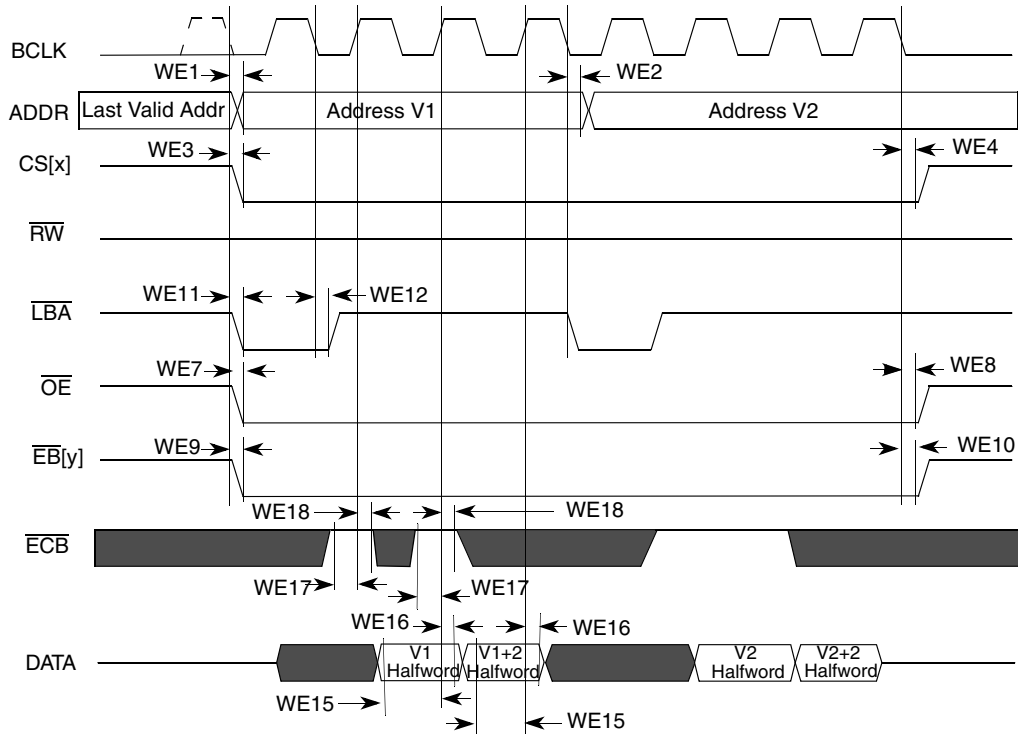 BCLK
WE1
WE2
ADDR
Last Valid Addr
Address V1
Address V2
WE3
WE4
CS[x]
RW
WE11
WE12
LBA
WE7
WE8
OE
WE9
WE10
EB[y]
WE18
WE18
ECB
WE17
WE17
WE16
WE16
DATA
V1
Halfword
V1+2
Halfword
V2
Halfword
V2+2
Halfword
WE15
WE15